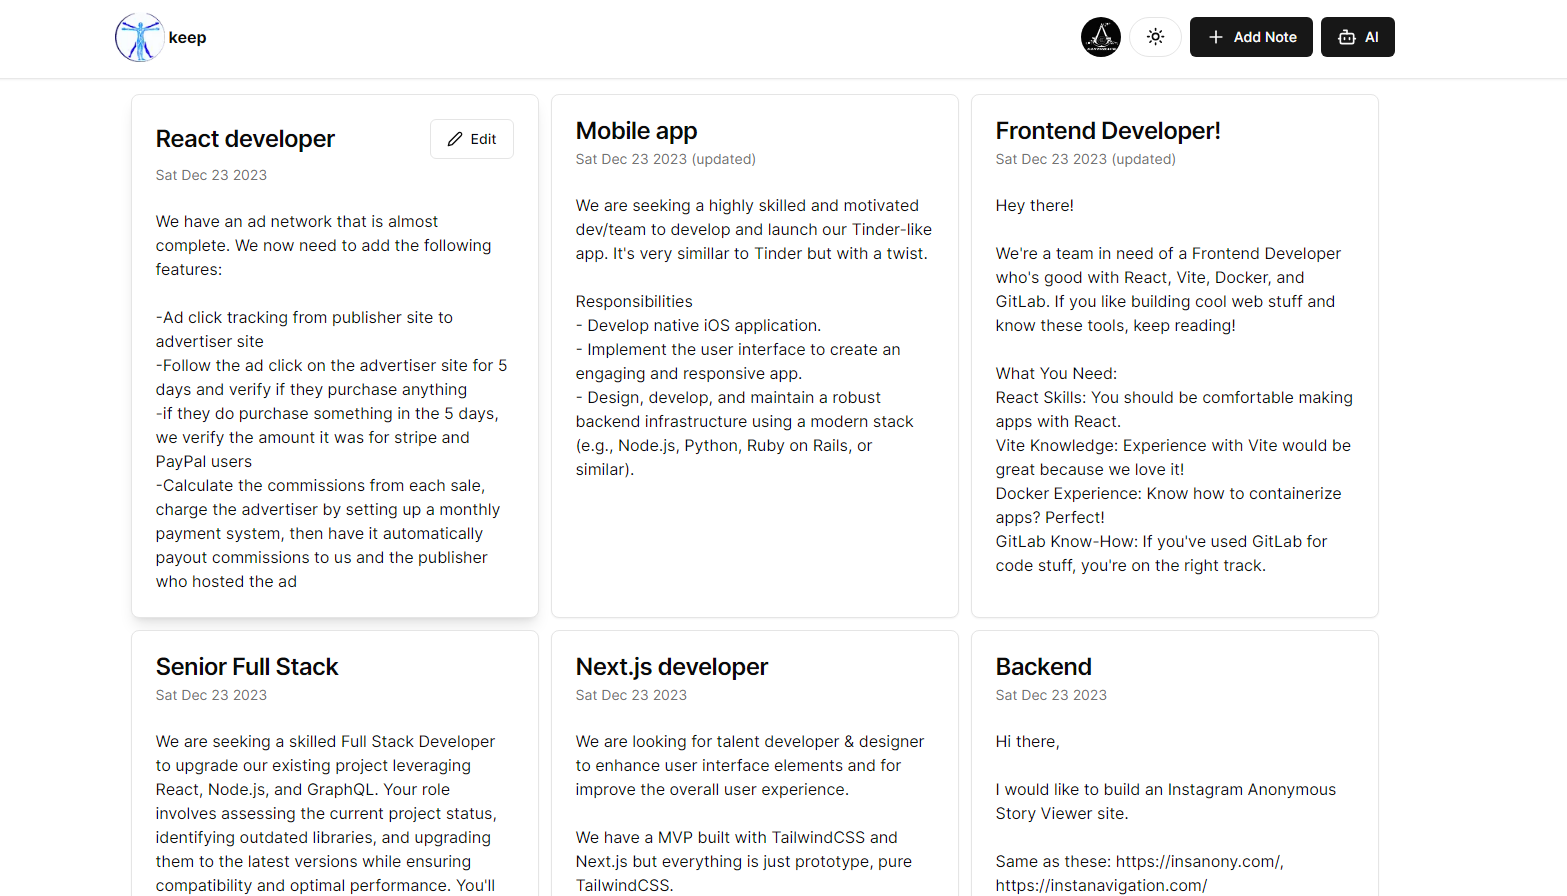 keep
Add Note
AI
React developer
Edit
Sat Dec 23 2023
We have an ad network that is almost
complete. We now need to add the following
features:
-Ad click tracking from publisher site to
advertiser site
-Follow the ad click on the advertiser site for 5
days and verify if they purchase anything
-if they do purchase something in the 5 days,
we verify the amount it was for stripe and
PayPal users
-Calculate the commissions from each sale,
charge the advertiser by setting up a monthly
payment system, then have it automatically
payout commissions to us and the publisher
who hosted the ad
Mobile app
Sat Dec 23 2023 (updated)
We are seeking a highly skilled and motivated
dev/team to develop and launch our Tinder-like
app. It's very simillar to Tinder but with a twist.
Responsibilities
- Develop native iOS application.
- Implement the user interface to create an
engaging and responsive app.
- Design, develop, and maintain a robust
backend infrastructure using a modern stack
(e.g., Node.js, Python, Ruby on Rails, or
similar).
Frontend Developer!
Sat Dec 23 2023 (updated)
Hey there!
We're a team in need of a Frontend Developer
who's good with React, Vite, Docker, and
GitLab. If you like building cool web stuff and
know these tools, keep reading!
What You Need:
React Skills: You should be comfortable making
apps with React.
Vite Knowledge: Experience with Vite would be
great because we love it!
Docker Experience: Know how to containerize
apps? Perfect!
GitLab Know-How: If you've used GitLab for
code stuff, you're on the right track.
Senior Full Stack
Sat Dec 23 2023
We are seeking a skilled Full Stack Developer
to upgrade our existing project leveraging
React, Node.js, and GraphQL. Your role
involves assessing the current project status,
identifying outdated libraries, and upgrading
them to the latest versions while ensuring
compatibility and optimal performance. You'll
Next.js developer
Sat Dec 23 2023
We are looking for talent developer & designer
to enhance user interface elements and for
improve the overall user experience.
We have a MVP built with TailwindCSS and
Next.js but everything is just prototype, pure
TailwindCSS.
Backend
Sat Dec 23 2023
Hi there,
I would like to build an Instagram Anonymous
Story Viewer site.
Same as these: https://insanony.com/,
https://instanavigation.com/